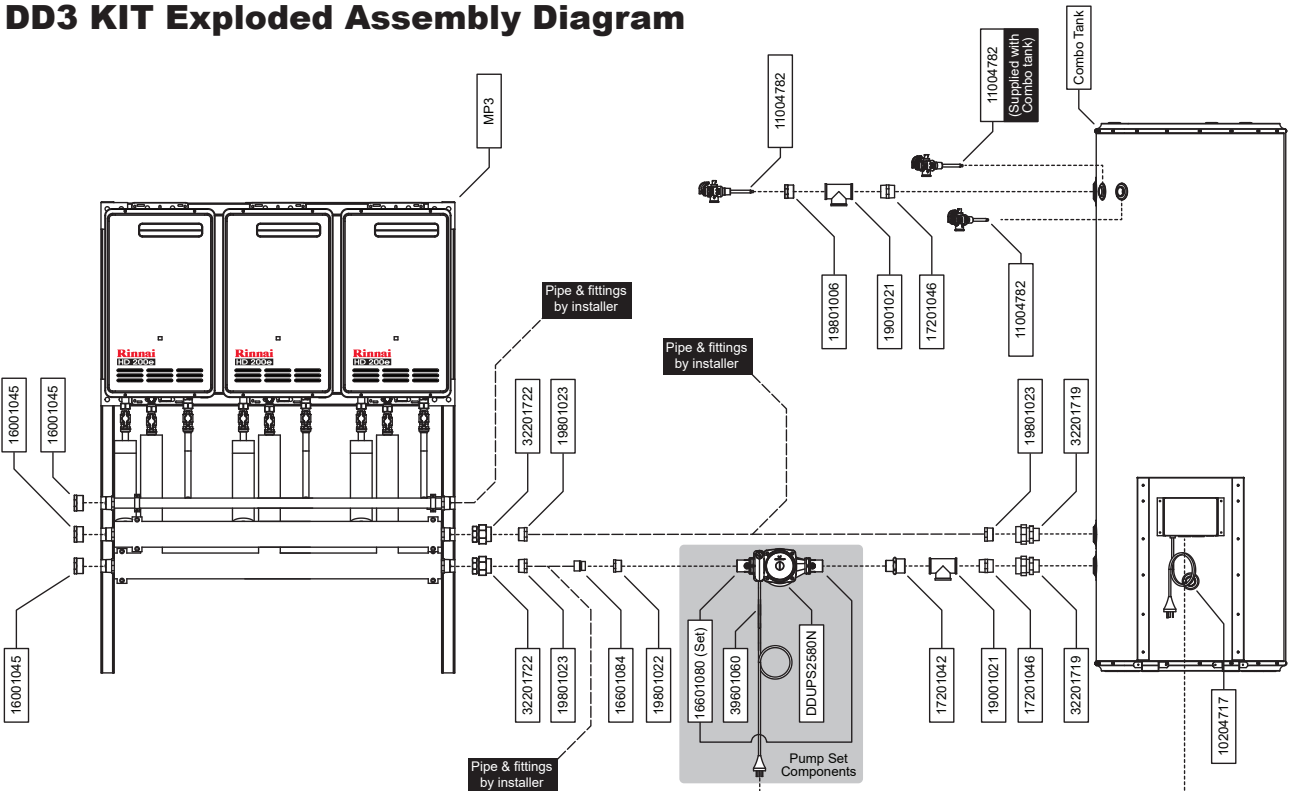 DD3 KIT Exploded Assembly Diagram
MP3
11004782
11004782
(Supplied with
Combo tank)
Combo Tank
19801006
19001021
17201046
11004782
Pipe & fittings
by installer
Pipe & fittings
by installer
Rinnai
HD 200e
Rinnai
HD 200e
Rinnai
HD 200e
16001045
16001045
32201722
19801023
19801023
32201719
16001045
32201722
19801023
16601084
19801022
16601080 (Set)
39601060
DDUPS2580N
17201042
19001021
17201046
32201719
10204717
Pump Set
Components
Pipe & fittings
by installer